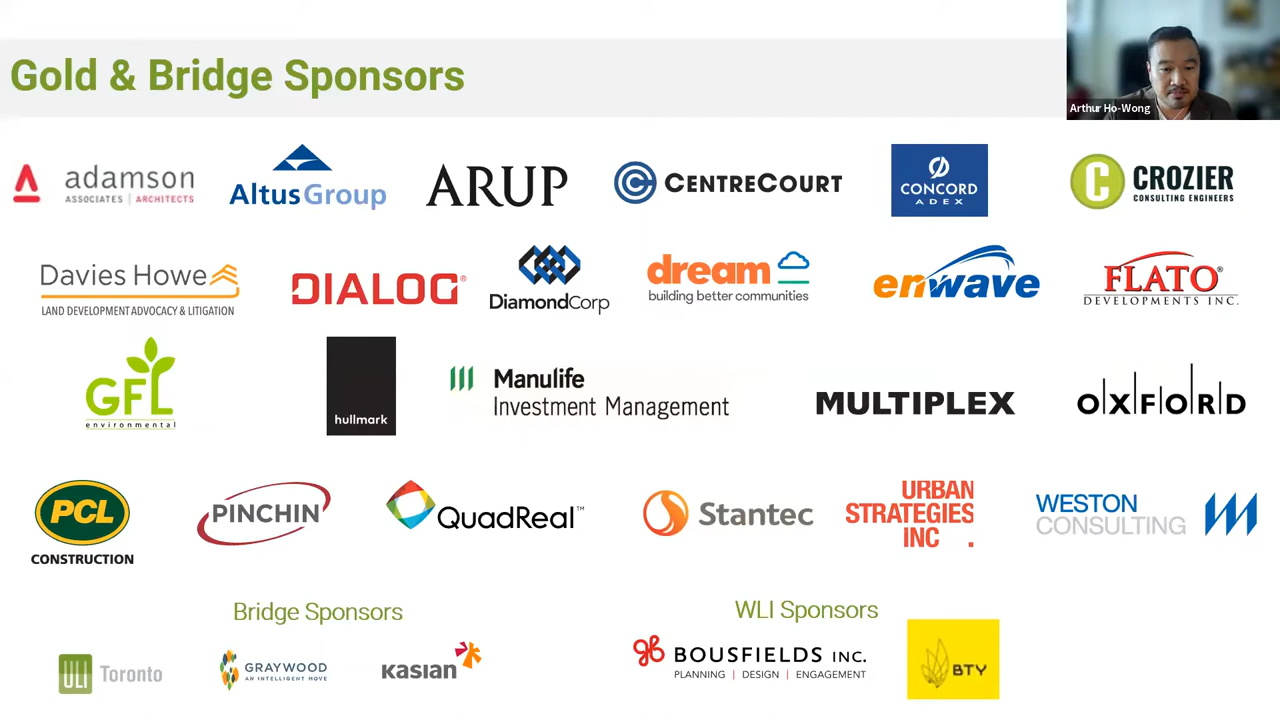 Gold & Bridge Sponsors
Arthur Ho-Wong
adamson
ASSOCIATES | ARCHITECTS
AltusGroup
ARUP
CENTRECOURT
CONCORD
ADEX
C
CROZIER
CONSULTING ENGINEERS
Davies Howe
LAND DEVELOPMENT ADVOCACY & LITIGATION
DIALOG®
DiamondCorp
dream
building better communities
enwave
FLATO®
DEVELOPMENTS INC.
GFL
environmental
hullmark
Manulife
Investment Management
MULTIPLEX
OXFORD
PCL
CONSTRUCTION
PINCHIN
QuadReal™
Stantec
URBAN
STRATEGIES
INC.
WESTON
CONSULTING
Bridge Sponsors
WLI Sponsors
ULI Toronto
GRAYWOOD
AN INTELLIGENT MOVE
Kasian
BOUSFIELDS INC.
PLANNING | DESIGN | ENGAGEMENT
BTY